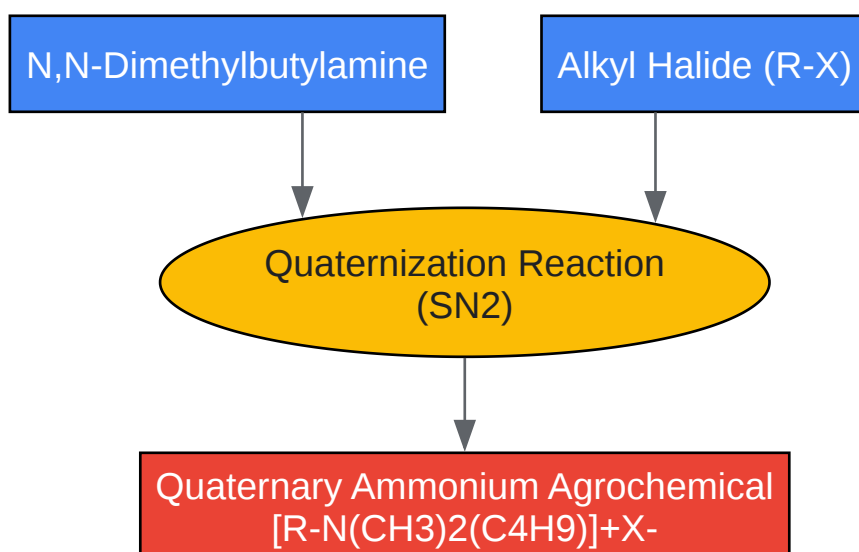 N,N-Dimethylbutylamine
Alkyl Halide (R-X)
Quaternization Reaction
(SN2)
Quaternary Ammonium Agrochemical
[R-N(CH3)2(C4H9)]+X-